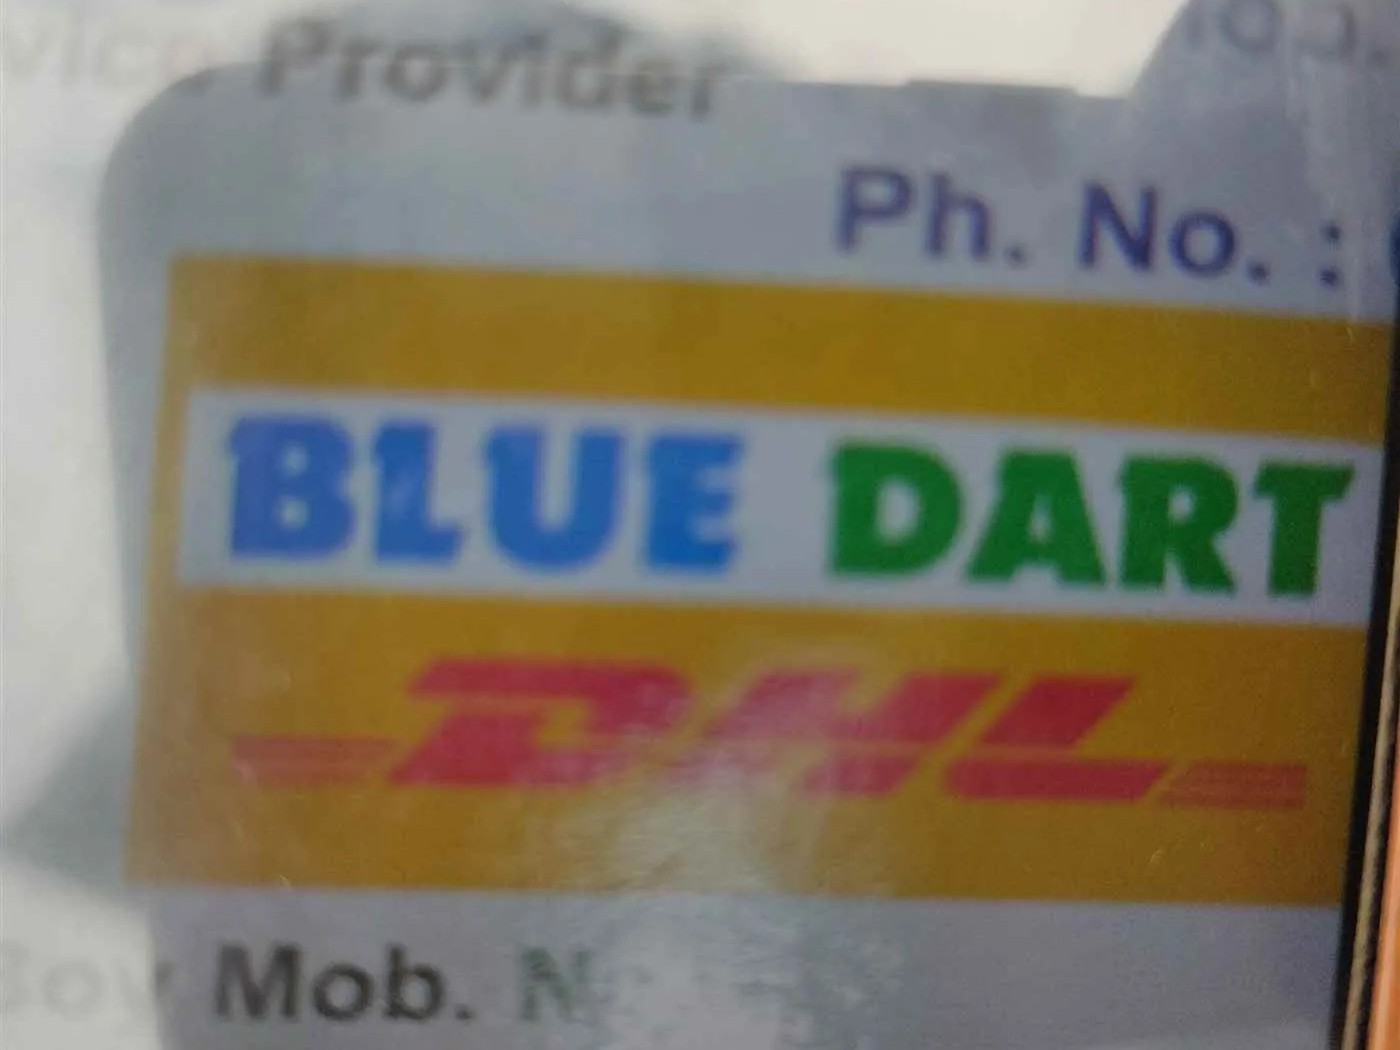 Provider
Ph. No. :
BLUE DART
DHL
Mob.